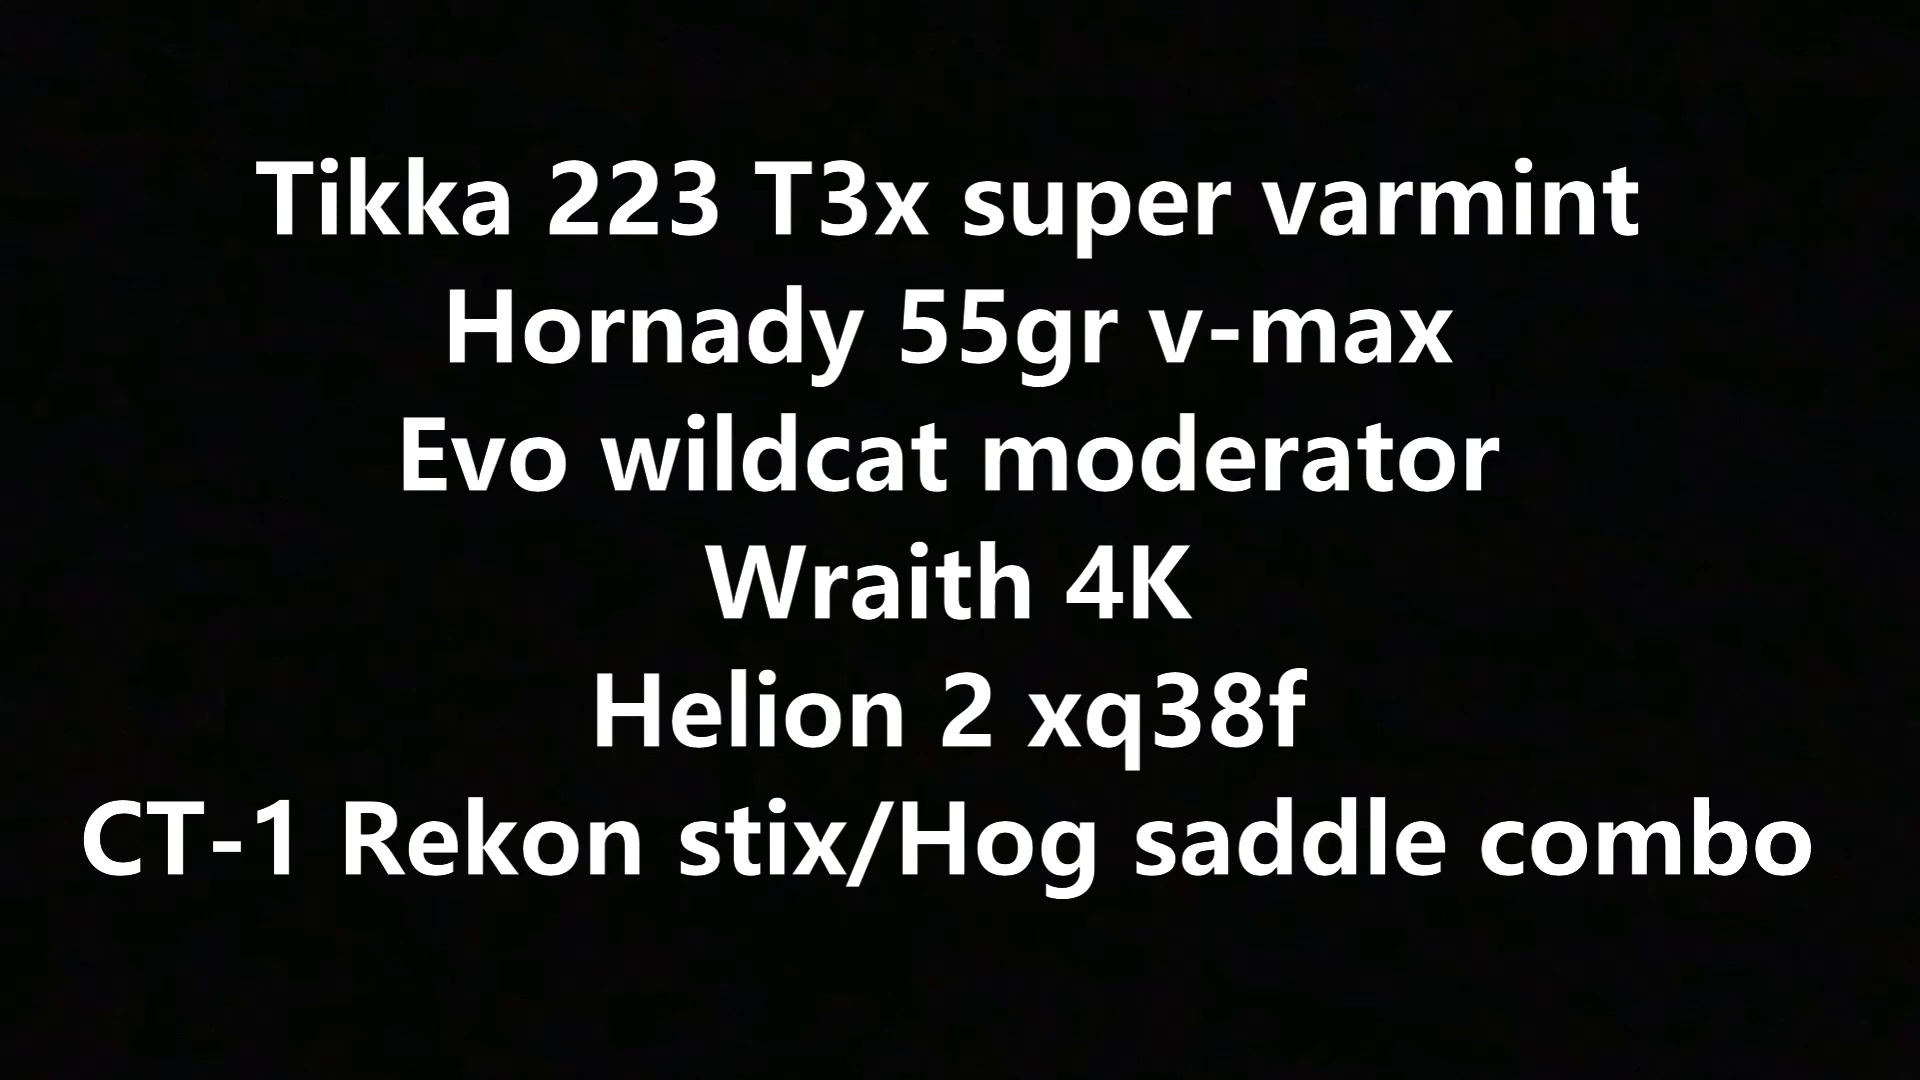 Tikka 223 T3x super varmint
Hornady 55gr v-max
Evo wildcat moderator
Wraith 4K
Helion 2 xq38f
CT-1 Rekon stix/Hog saddle combo